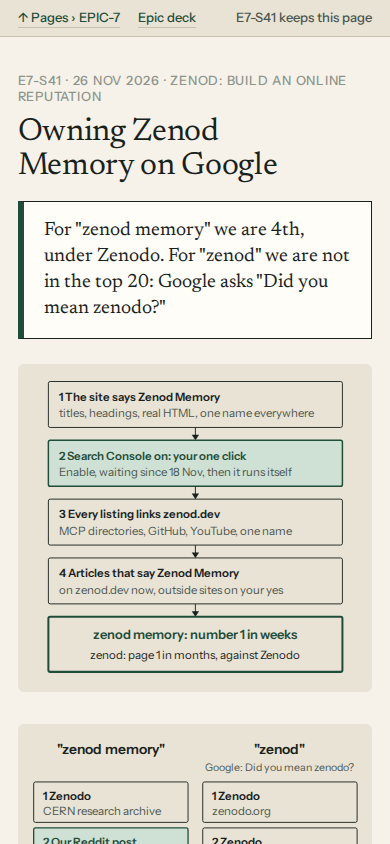 ↑ Pages › EPIC-7 Epic deck E7-S41 keeps this page
E7-S41 · 26 NOV 2026 · ZENOD: BUILD AN ONLINE
REPUTATION
Owning Zenod
Memory on Google
For "zenod memory" we are 4th,
under Zenodo. For "zenod" we are not
in the top 20: Google asks "Did you
mean zenodo?"
1 The site says Zenod Memory
titles, headings, real HTML, one name everywhere
2 Search Console on: your one click
Enable, waiting since 18 Nov, then it runs itself
3 Every listing links zenod.dev
MCP directories, GitHub, YouTube, one name
4 Articles that say Zenod Memory
on zenod.dev now, outside sites on your yes
zenod memory: number 1 in weeks
zenod: page 1 in months, against Zenodo
"zenod memory"
1 Zenodo
CERN research archive
2 Our Reddit post
"zenod"
Google: Did you mean zenodo?
1 Zenodo
zenodo.org
2 Zenodo